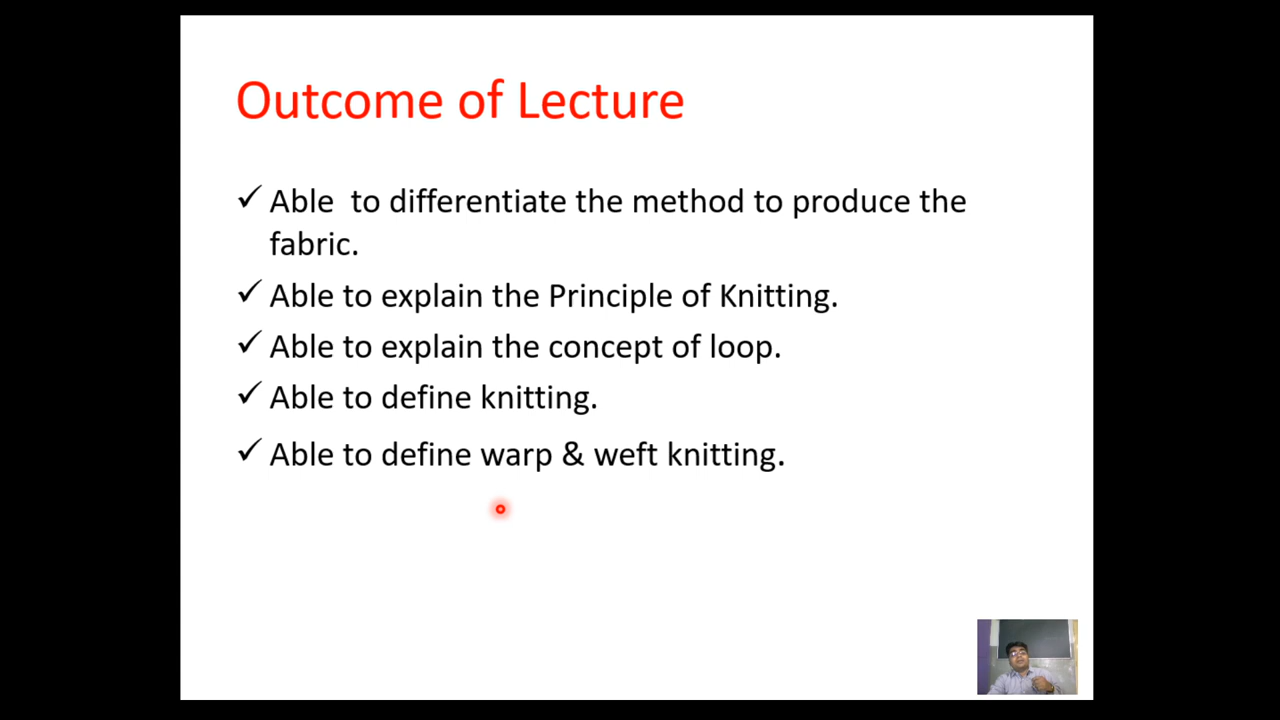 Outcome of Lecture
✓ Able to differentiate the method to produce the
fabric.
✓ Able to explain the Principle of Knitting.
✓ Able to explain the concept of loop.
✓ Able to define knitting.
✓ Able to define warp & weft knitting.